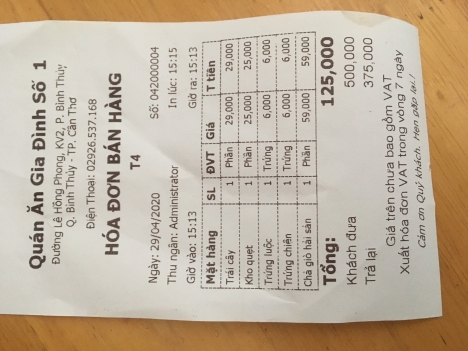 Quán Ăn Gia Đình Số 1
Đường Lê Hồng Phong, KV2, P. Bình Thủy,
Q. Bình Thủy - TP. Cần Thơ
Điện Thoại: 02926.537.168
HÓA ĐƠN BÁN HÀNG
T4
Ngày: 29/04/2020 Số: 042000004
Thu ngân: Administrator In lúc: 15:15
Giờ vào: 15:13 Giờ ra: 15:13
Mặt hàng SL ĐVT Giá T tiền
Trái cây 1 Phần 29,000 29,000
Kho quẹt 1 Phần 25,000 25,000
Trứng luộc 1 Trứng 6,000 6,000
Trứng chiên 1 Trứng 6,000 6,000
Chả giò hải sản 1 Phần 59,000 59,000
Tổng: 125,000
Khách đưa 500,000
Trả lại 375,000
Giá trên chưa bao gồm VAT
Xuất hóa đơn VAT trong vòng 7 ngày
Cảm ơn Quý khách. Hẹn gặp lại.!